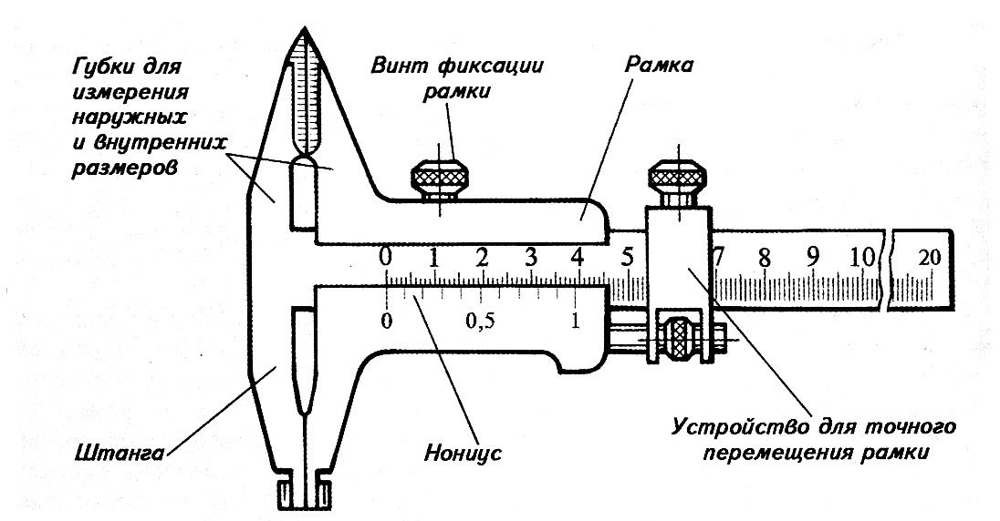 Губки для
измерения
наружных
и внутренних
размеров
Винт фиксации
рамки
Рамка
0 1 2 3 4 5 7 8 9 10 20
0 0,5 1
Штанга
Нониус
Устройство для точного
перемещения рамки